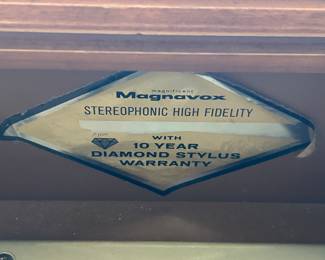 magnificent
Magnavox
STEREOPHONIC HIGH FIDELITY
WITH
10 YEAR
DIAMOND STYLUS
WARRANTY